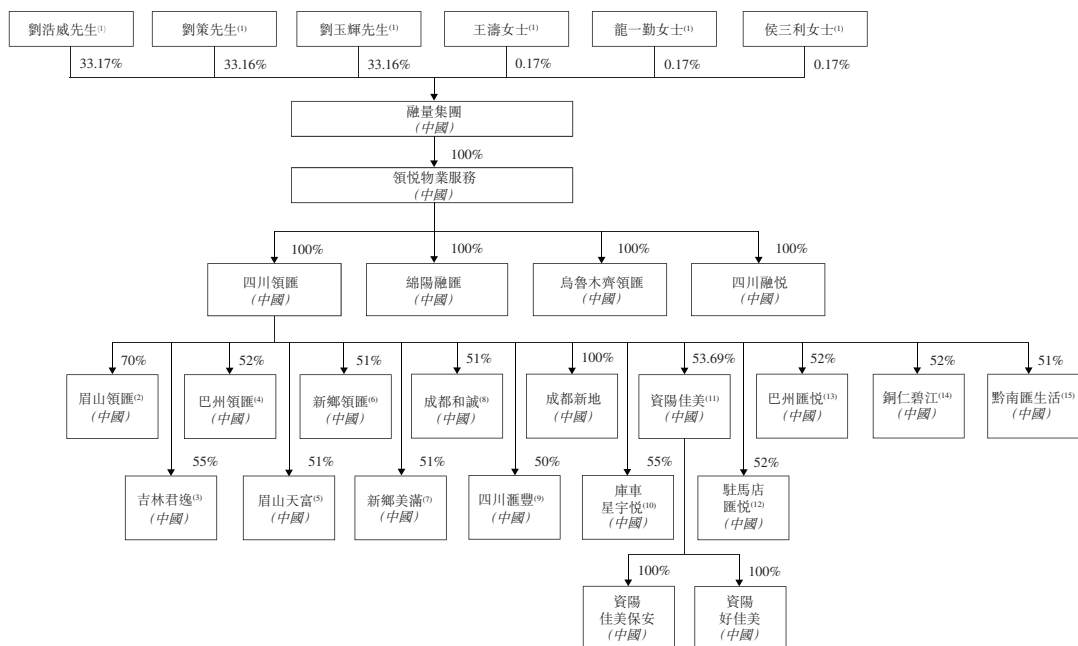 劉浩威先生(1)
劉策先生(1)
劉玉輝先生(1)
王濤女士(1)
龍一勤女士(1)
侯三利女士(1)
33.17%
33.16%
33.16%
0.17%
0.17%
0.17%
融量集團
（中國）
100%
領悅物業服務
（中國）
100%
100%
100%
100%
四川領匯
（中國）
綿陽融匯
（中國）
烏魯木齊領匯
（中國）
四川融悅
（中國）
70%
52%
51%
51%
100%
53.69%
52%
52%
51%
眉山領匯(2)
（中國）
巴州領匯(4)
（中國）
新鄉領匯(6)
（中國）
成都和誠(8)
（中國）
成都新地
（中國）
資陽佳美(11)
（中國）
巴州匯悅(13)
（中國）
銅仁碧江(14)
（中國）
黔南匯生活(15)
（中國）
55%
51%
51%
50%
55%
52%
吉林君逸(3)
（中國）
眉山天富(5)
（中國）
新鄉美滿(7)
（中國）
四川滙豐(9)
（中國）
庫車
星宇悅(10)
（中國）
駐馬店
匯悅(12)
（中國）
100%
100%
資陽
佳美保安
（中國）
資陽
好佳美
（中國）